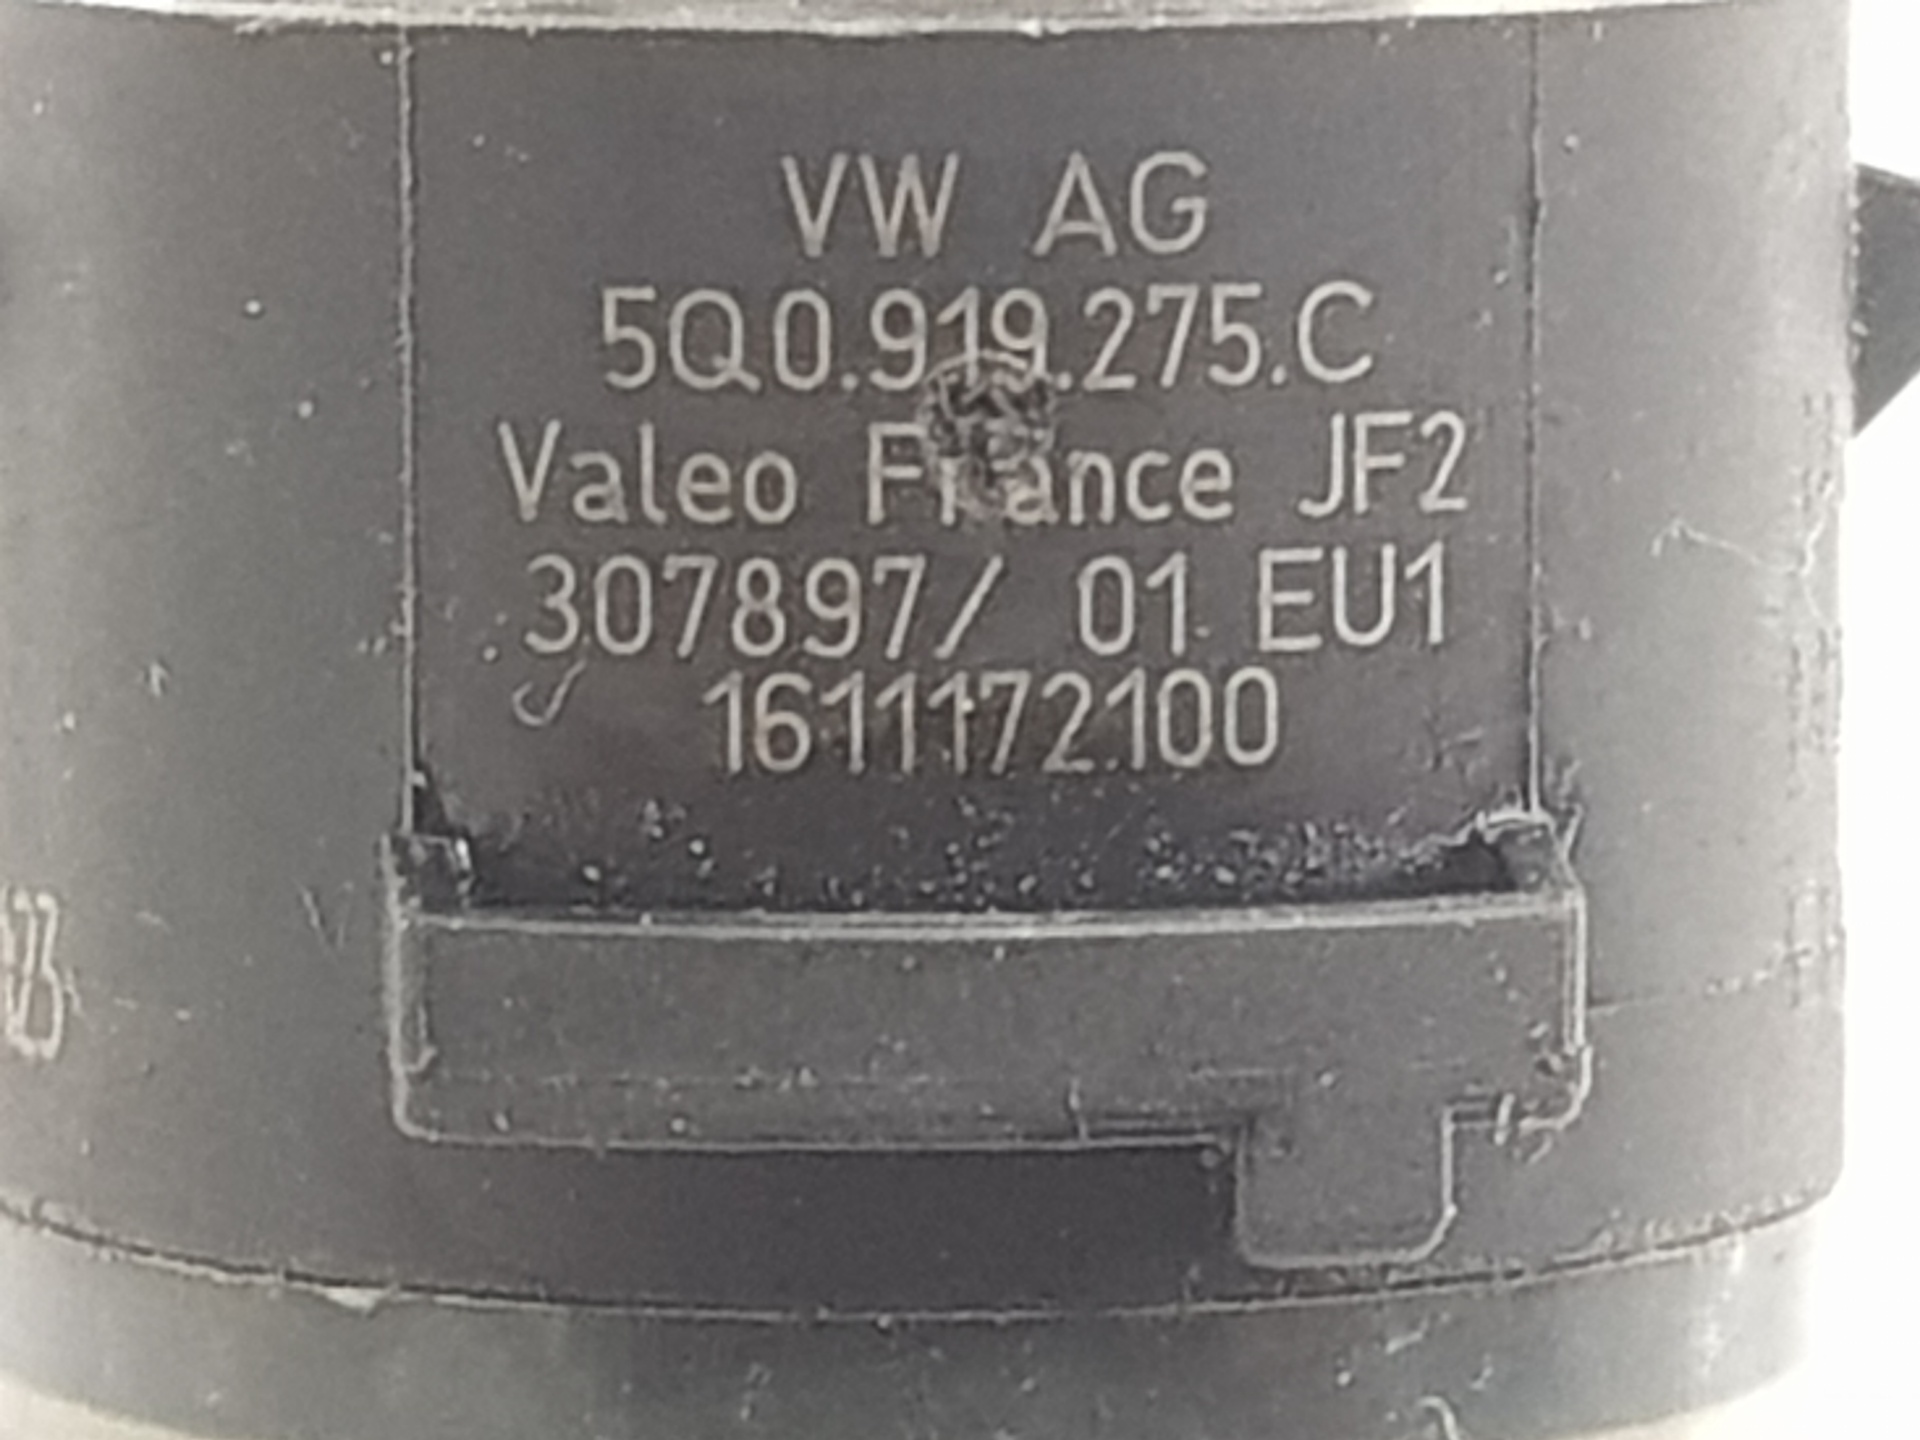 VW AG
5Q0.919.275.C
Valeo France JF2
307897/ 01 EU1
1611172100